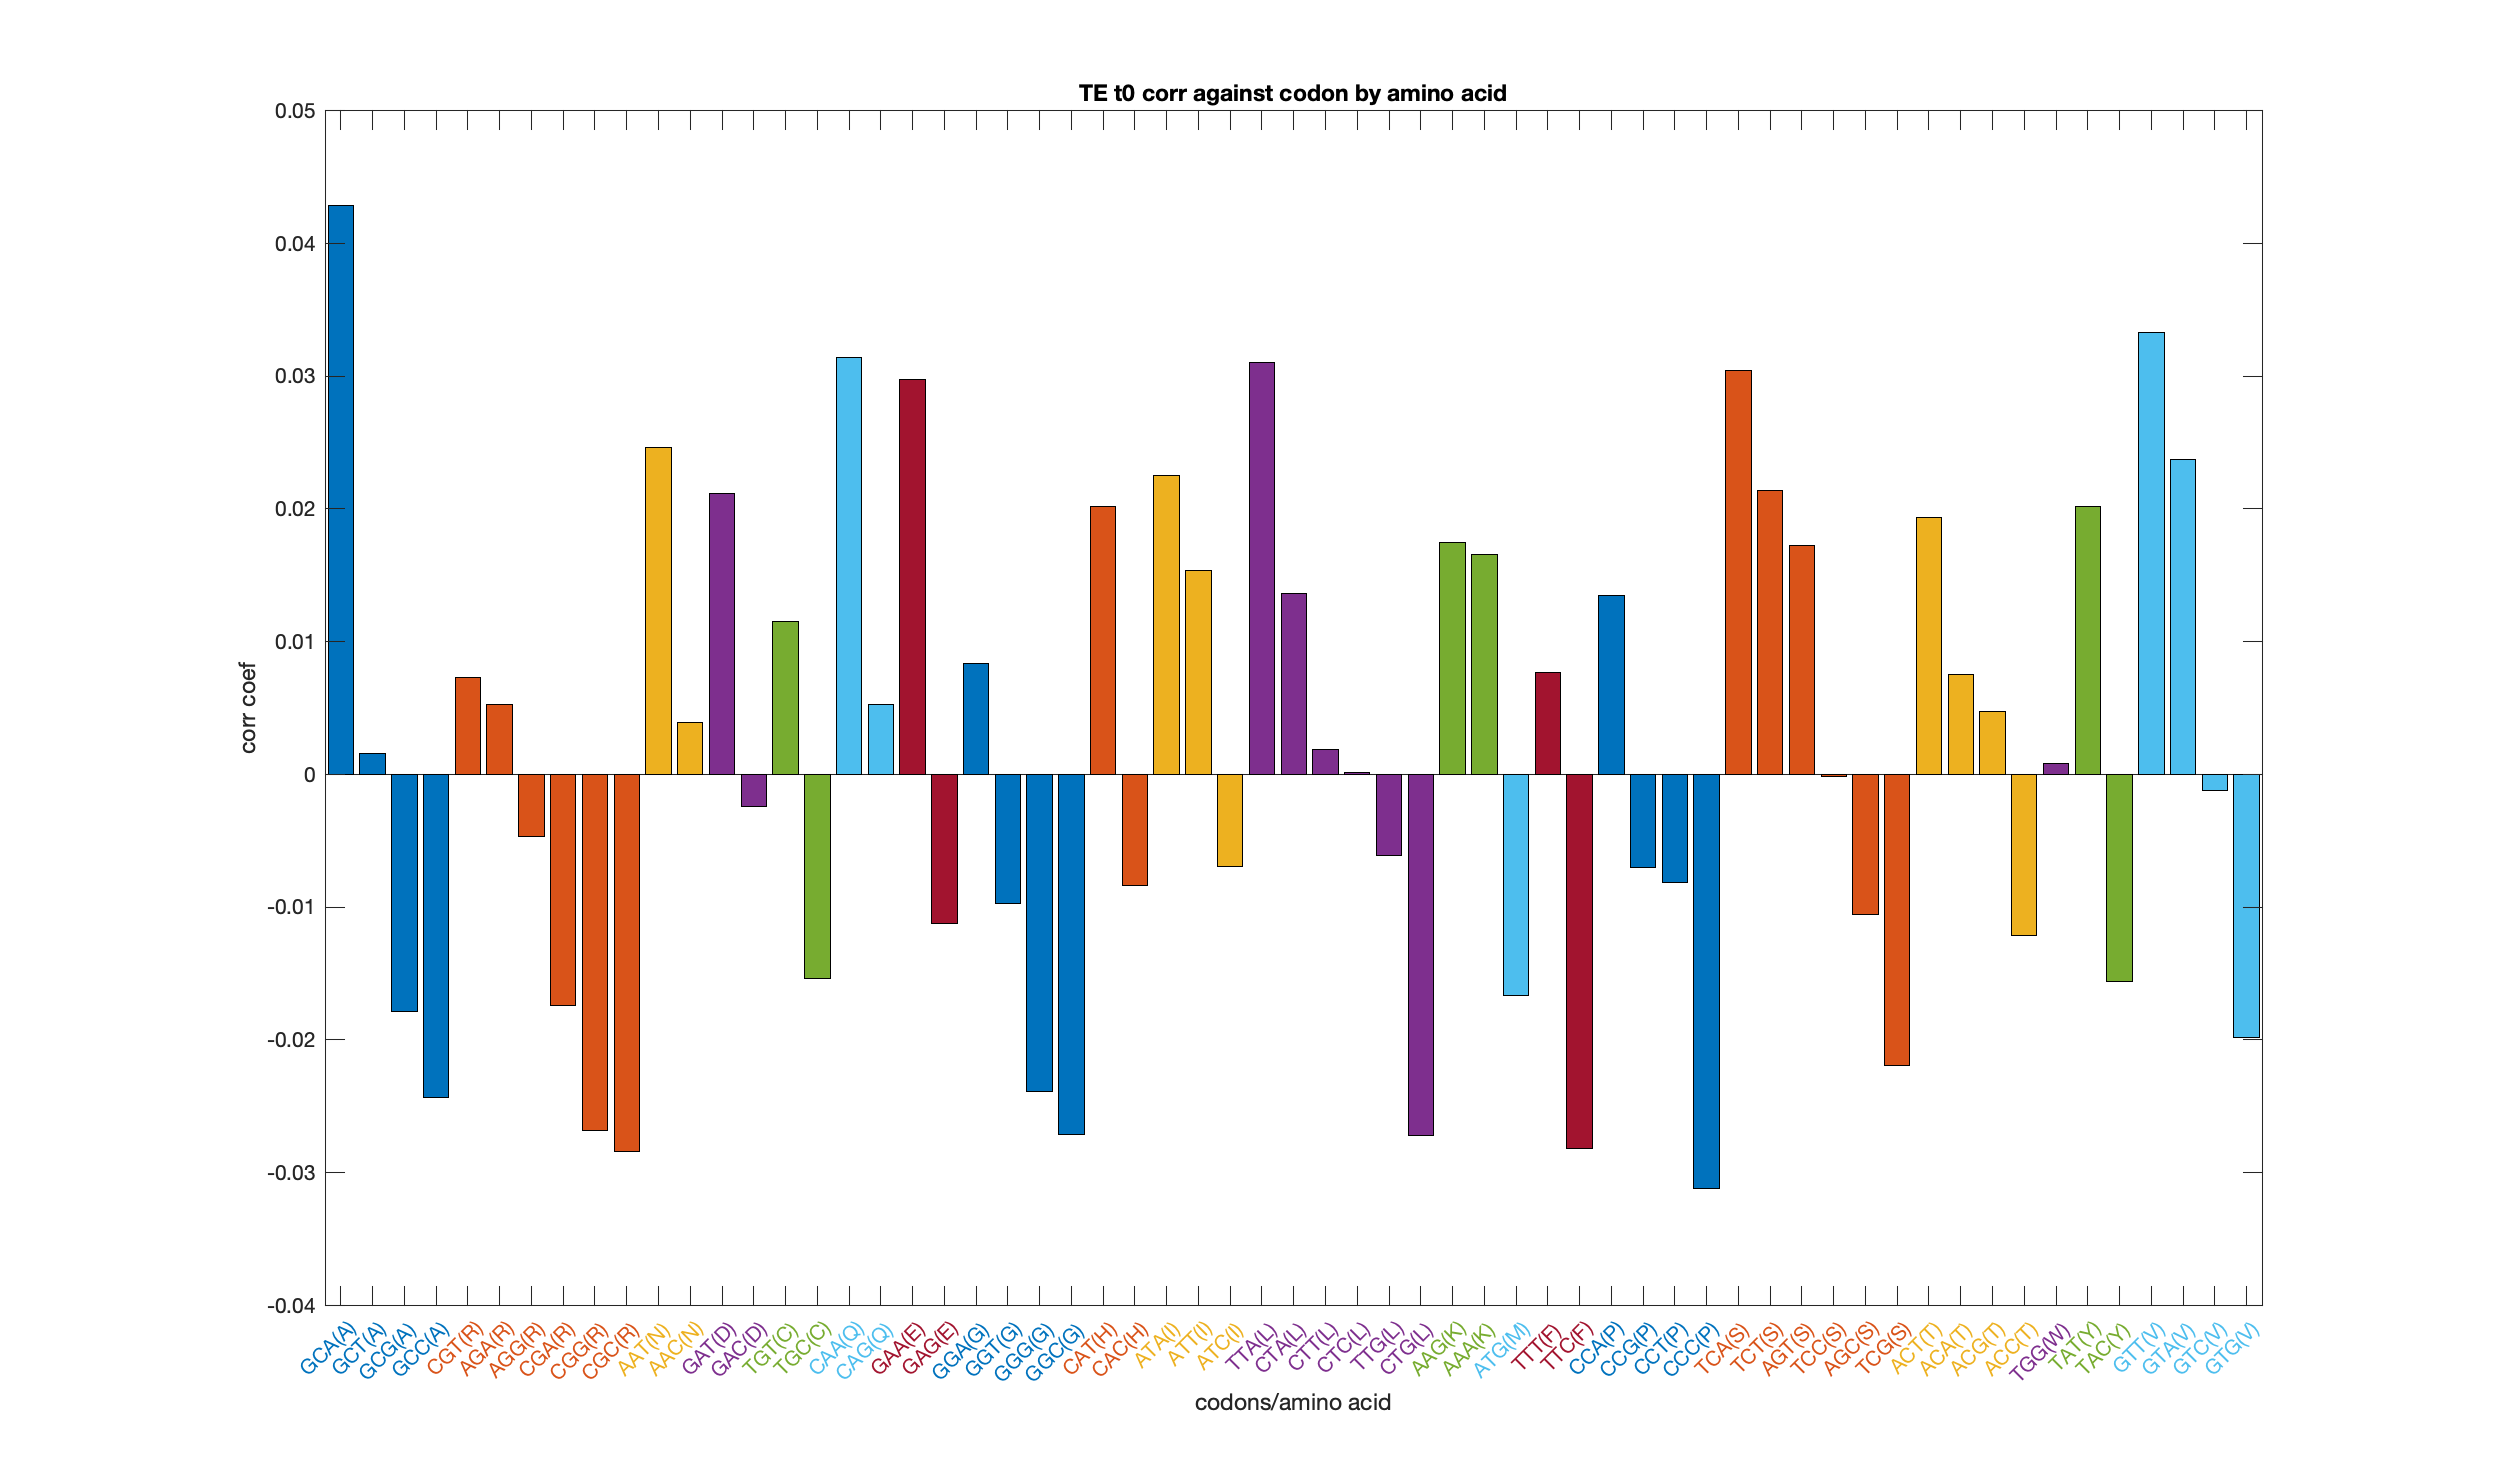 TE t0 corr against codon by amino acid
0.05
0.04
0.03
0.02
0.01
0
-0.01
-0.02
-0.03
-0.04
corr coef
GCA(A) GCT(A) GCG(A) GCC(A) CGT(R) AGA(R) AGG(R) CGA(R) CGG(R) CGC(R) AAT(N) AAC(N) GAT(D) GAC(D) TGT(C) TGC(C) CAA(Q) CAG(Q) GAA(E) GAG(E) GGA(G) GGT(G) GGG(G) GGC(G) CAT(H) CAC(H) ATA(I) ATT(I) ATC(I) TTA(L) CTA(L) CTT(L) CTC(L) TTG(L) CTG(L) AAG(K) AAA(K) ATG(M) TTT(F) TTC(F) CCA(P) CCG(P) CCT(P) CCC(P) TCA(S) TCT(S) AGT(S) TCC(S) AGC(S) TCG(S) ACT(T) ACA(T) ACG(T) ACC(T) TGG(W) TAT(Y) TAC(Y) GTT(V) GTA(V) GTC(V) GTG(V)
codons/amino acid